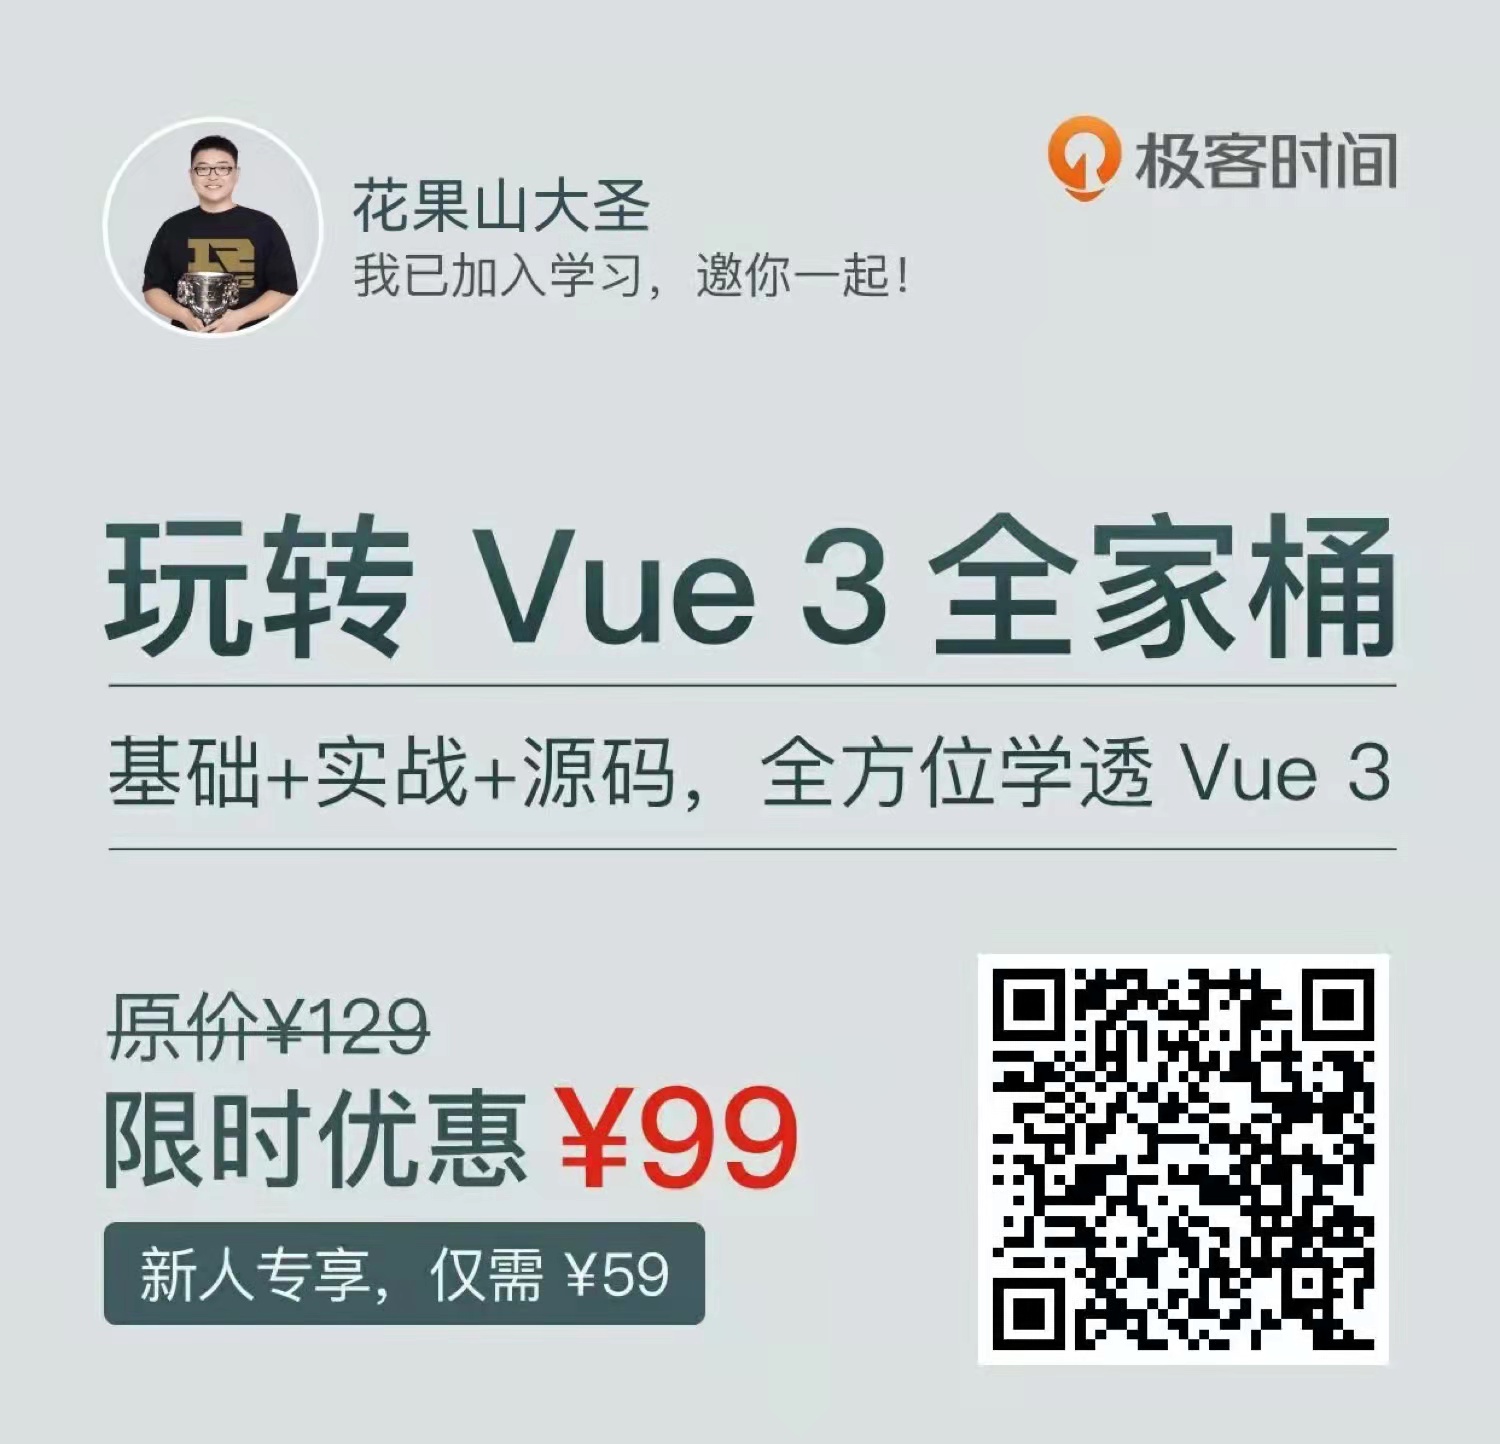 花果山大圣
我已加入学习，邀你一起！
极客时间
玩转 Vue 3 全家桶
基础+实战+源码，全方位学透 Vue 3
原价¥129
限时优惠 ¥99
新人专享，仅需 ¥59